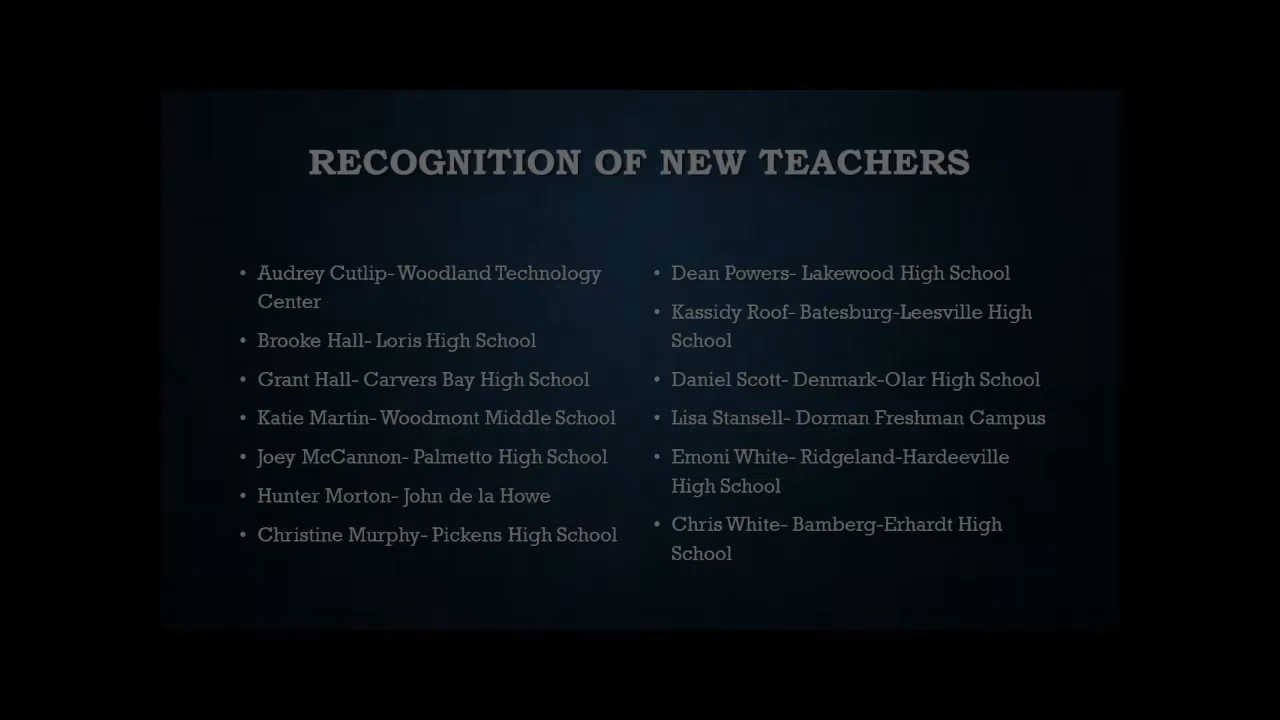 RECOGNITION OF NEW TEACHERS
• Audrey Cutlip- Woodland Technology
Center
• Brooke Hall- Loris High School
• Grant Hall- Carvers Bay High School
• Katie Martin- Woodmont Middle School
• Joey McCannon- Palmetto High School
• Hunter Morton- John de la Howe
• Christine Murphy- Pickens High School
• Dean Powers- Lakewood High School
• Kassidy Roof- Batesburg-Leesville High
School
• Daniel Scott- Denmark-Olar High School
• Lisa Stansell- Dorman Freshman Campus
• Emoni White- Ridgeland-Hardeeville
High School
• Chris White- Bamberg-Erhardt High
School